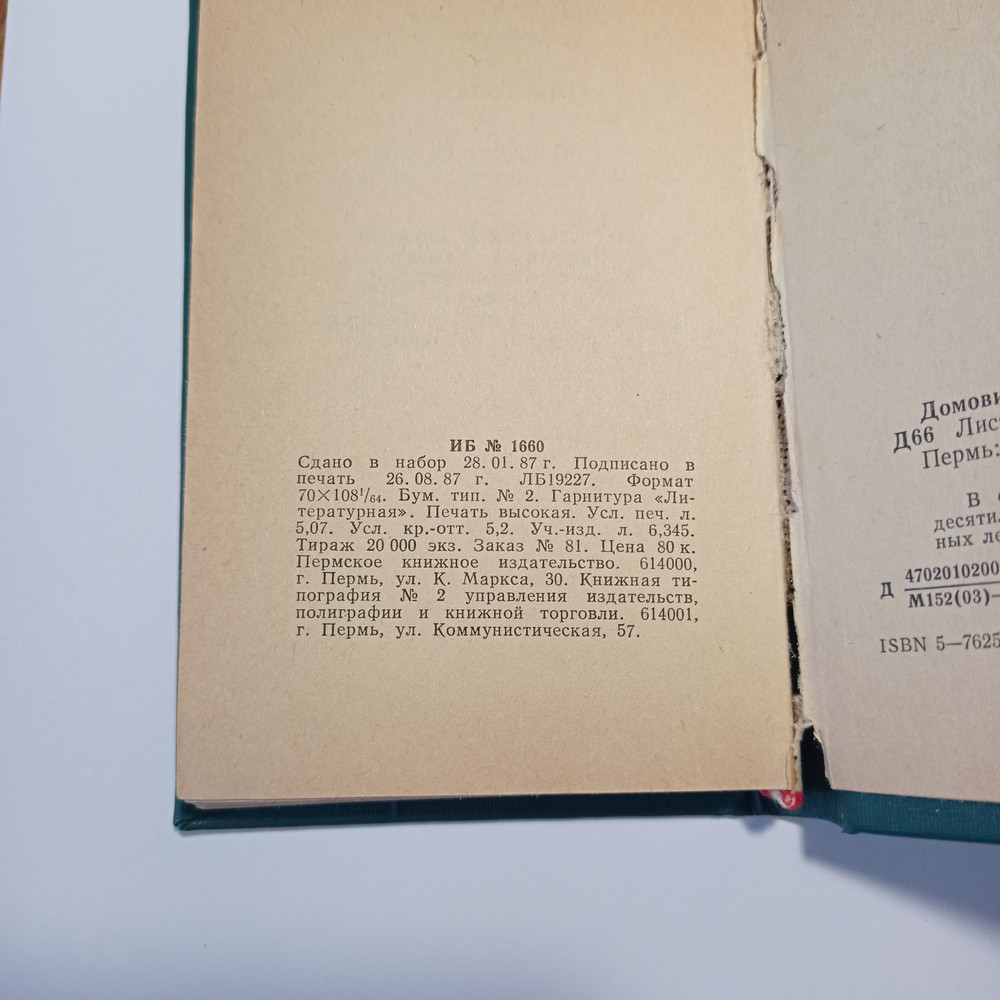 ИБ № 1660
Сдано в набор 28. 01. 87 г. Подписано в
печать 26. 08. 87 г. ЛБ19227. Формат
70×108¹/₆₄. Бум. тип. № 2. Гарнитура «Ли-
тературная». Печать высокая. Усл. печ. л.
5,07. Усл. кр.-отт. 5,2. Уч.-изд. л. 6,345.
Тираж 20 000 экз. Заказ № 81. Цена 80 к.
Пермское книжное издательство. 614000,
г. Пермь, ул. К. Маркса, 30. Книжная ти-
пография № 2 управления издательств,
полиграфии и книжной торговли. 614001,
г. Пермь, ул. Коммунистическая, 57.
Домови
Д66 Лис
Пермь:
В
десяти
ных ле
Д 4702010200
М152(03)—
ISBN 5—7625